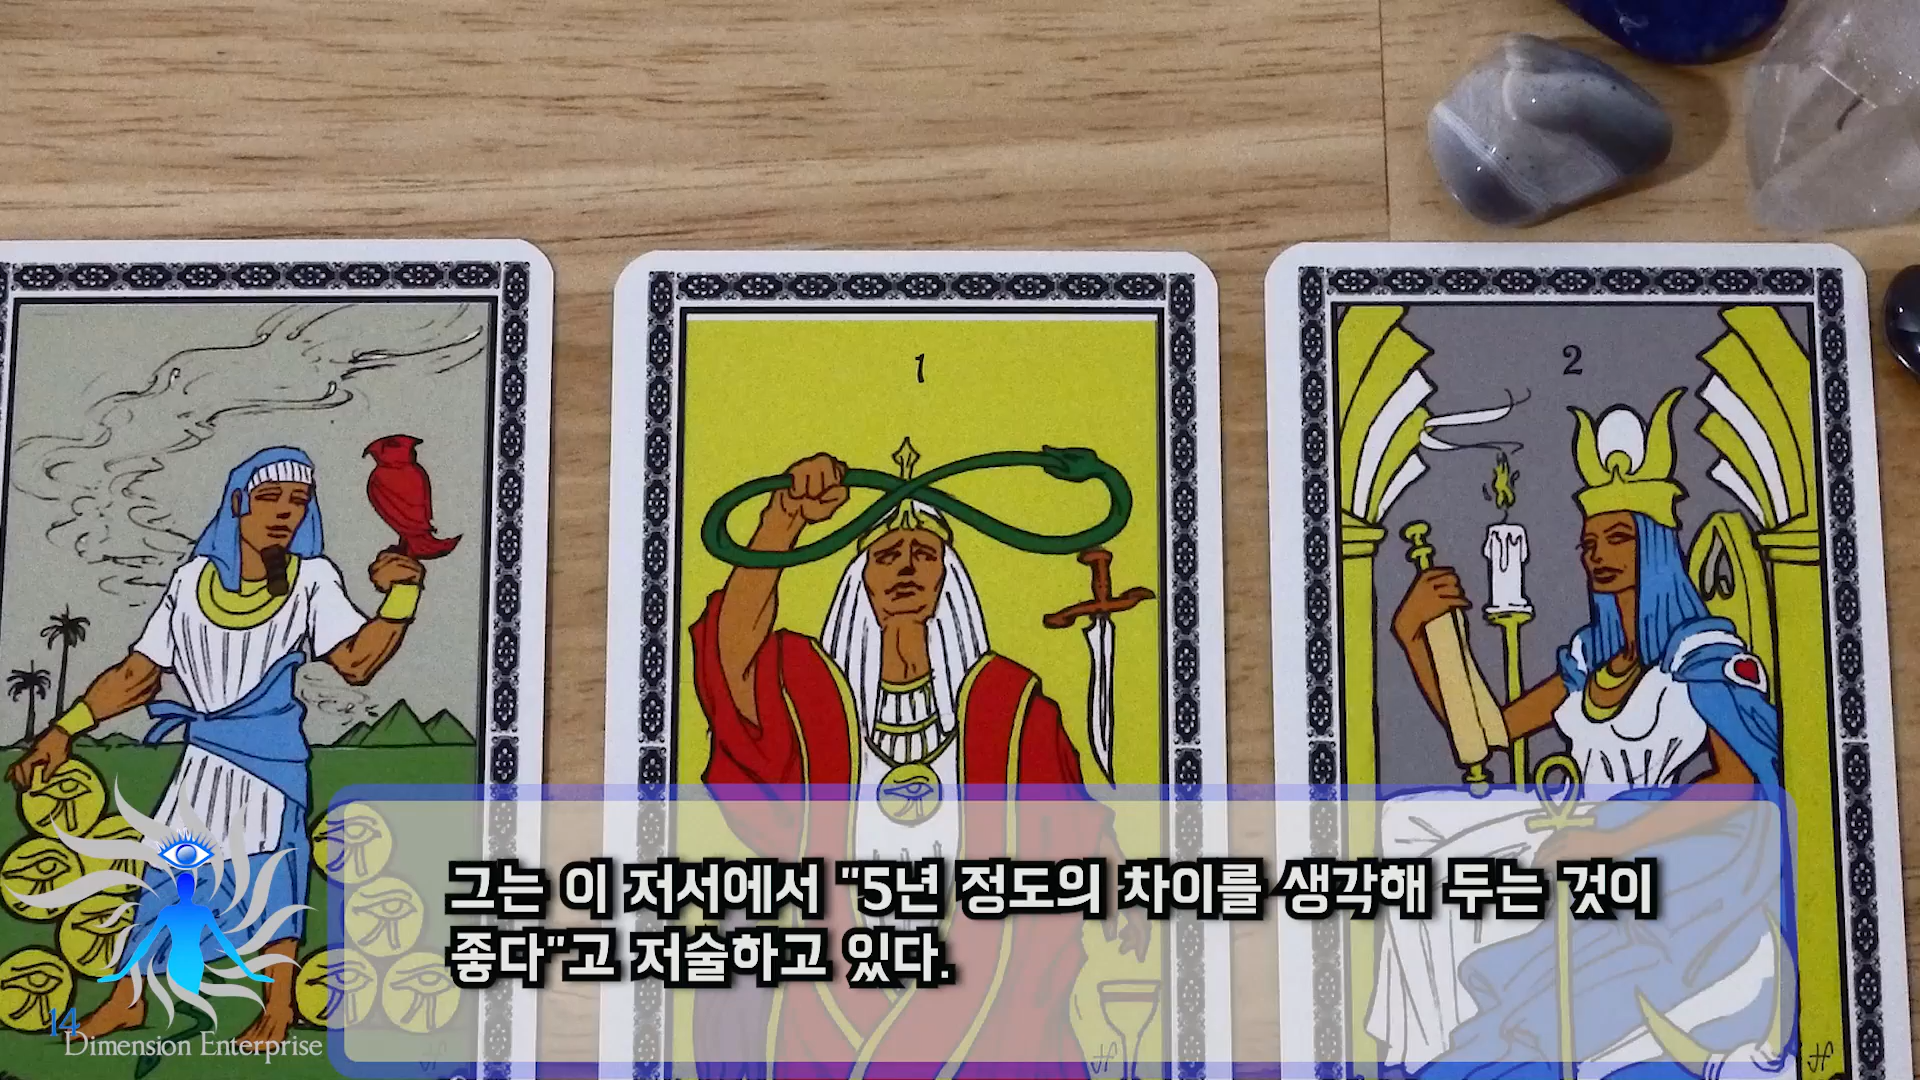 1
2
그는 이 저서에서 "5년 정도의 차이를 생각해 두는 것이
좋다"고 저술하고 있다.
14
Dimension Enterprise